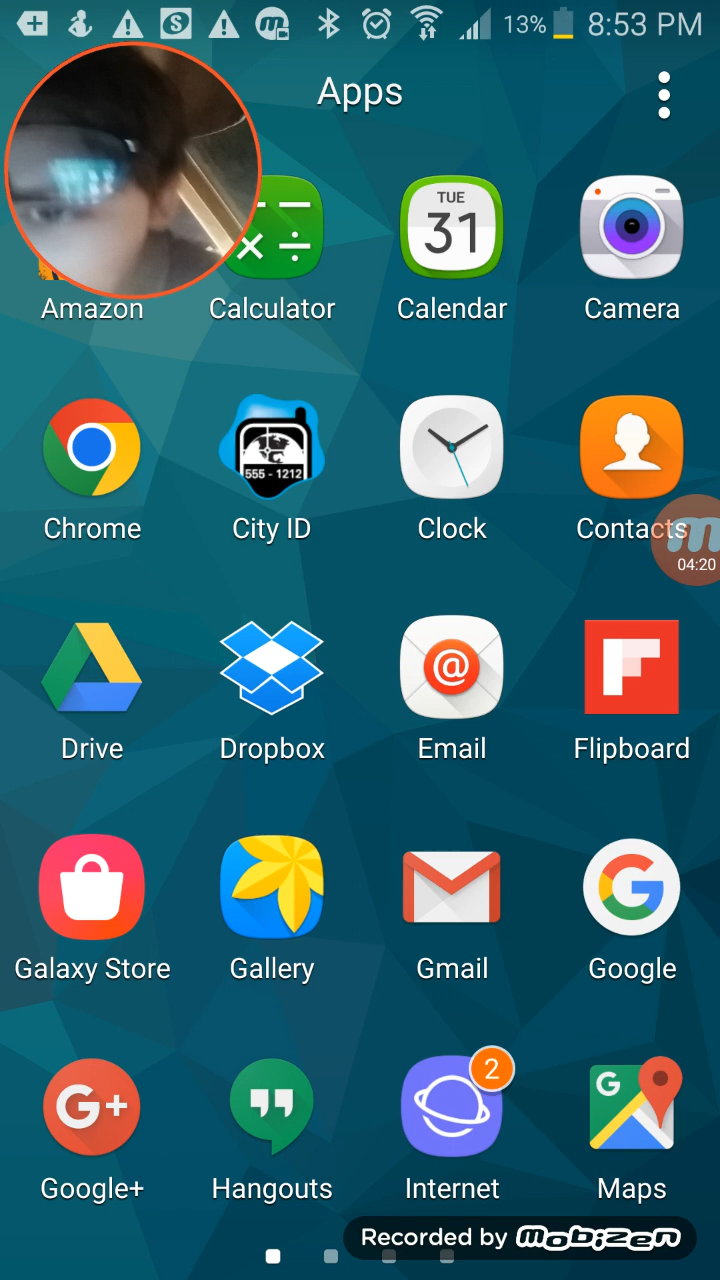 13% 8:53 PM
Apps
TUE
31
Amazon Calculator Calendar Camera
555 - 1212
Chrome City ID Clock Contacts
m
04:20
@
Drive Dropbox Email Flipboard
Galaxy Store Gallery Gmail Google
G+ 2 G
Google+ Hangouts Internet Maps
Recorded by mobizen